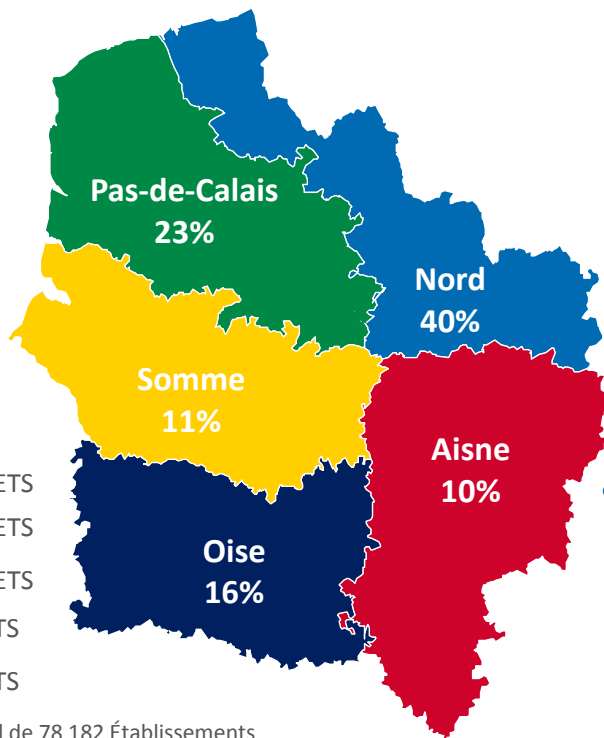 Pas-de-Calais
23%
Nord
40%
Somme
11%
Aisne
10%
Oise
16%
ETS
ETS
ETS
TS
TS
de 78 182 Établissements